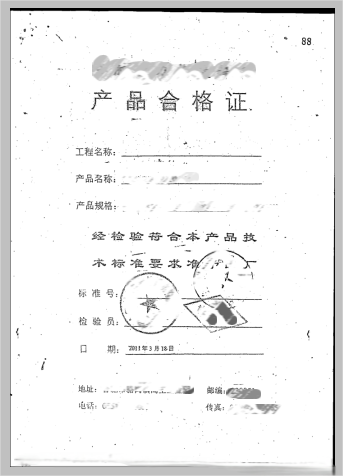 88
产品合格证
工程名称：
产品名称：
产品规格：
经检验符合本产品技
术标准要求准 厂
标准号：
检验员：
日 期：2011年3月18日
地址： 邮编：
电话： 传真：